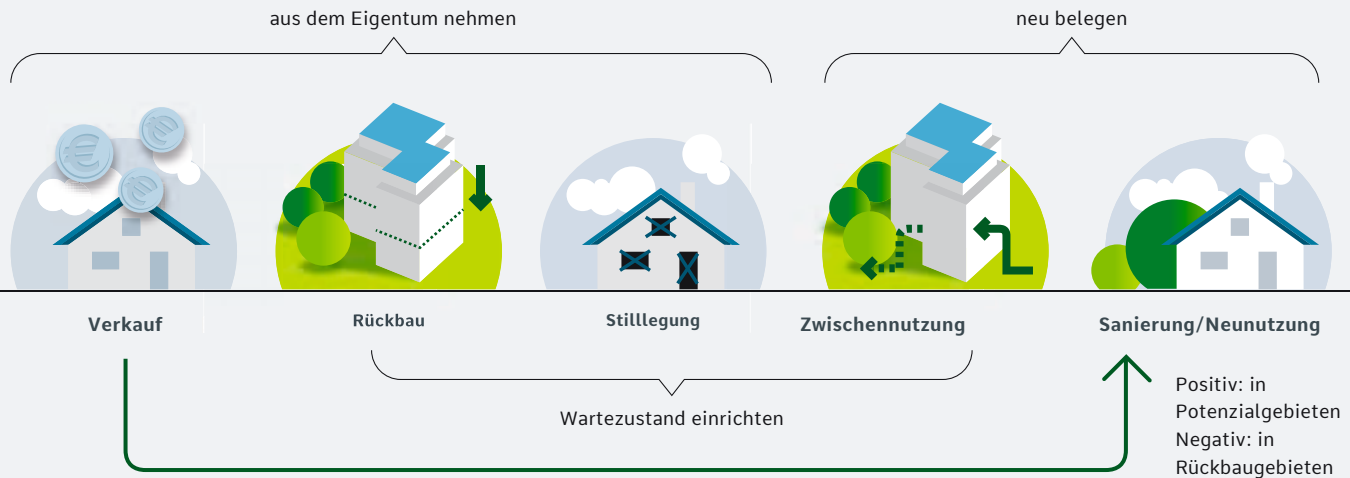 aus dem Eigentum nehmen
neu belegen
€
€
€
Verkauf
Rückbau
Stilllegung
Zwischennutzung
Sanierung/Neunutzung
Wartezustand einrichten
Positiv: in
Potenzialgebieten
Negativ: in
Rückbaugebieten